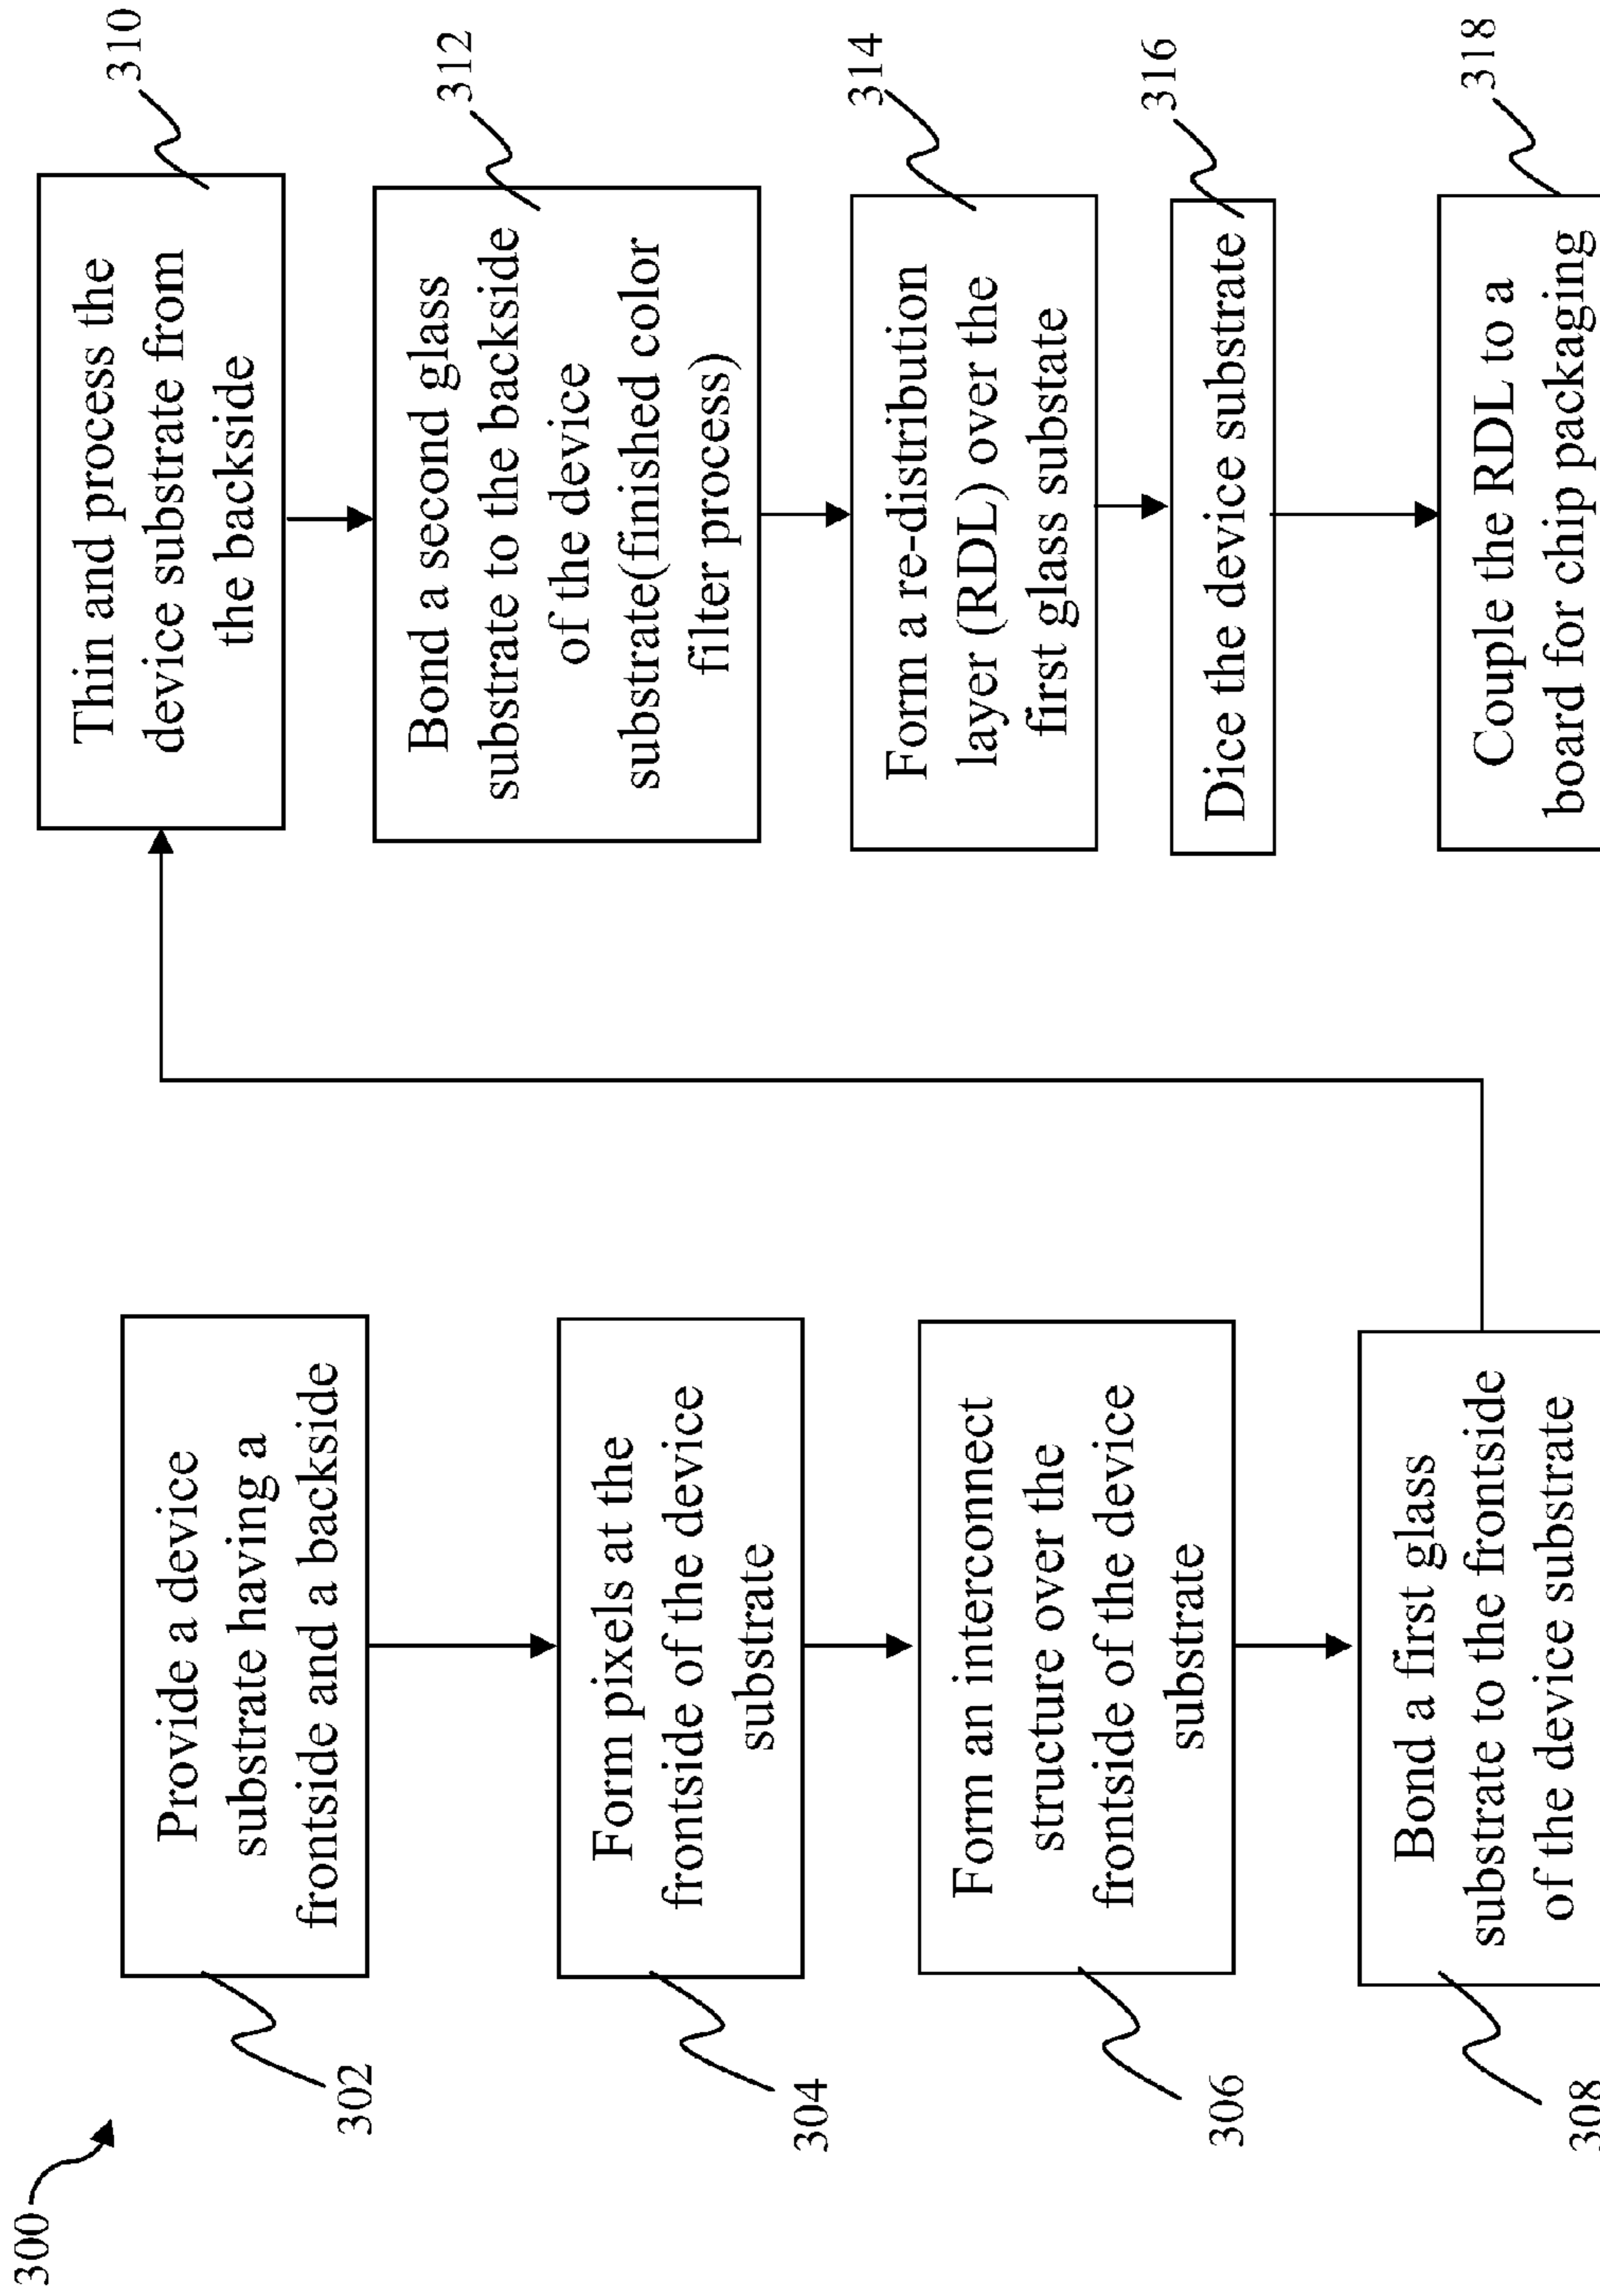 300
302
Provide a device
substrate having a
frontside and a backside
304
Form pixels at the
frontside of the device
substrate
306
Form an interconnect
structure over the
frontside of the device
substrate
308
Bond a first glass
substrate to the frontside
of the device substrate
310
Thin and process the
device substrate from
the backside
312
Bond a second glass
substrate to the backside
of the device
substrate(finished color
filter process)
314
Form a re-distribution
layer (RDL) over the
first glass substate
316
Dice the device substrate
318
Couple the RDL to a
board for chip packaging